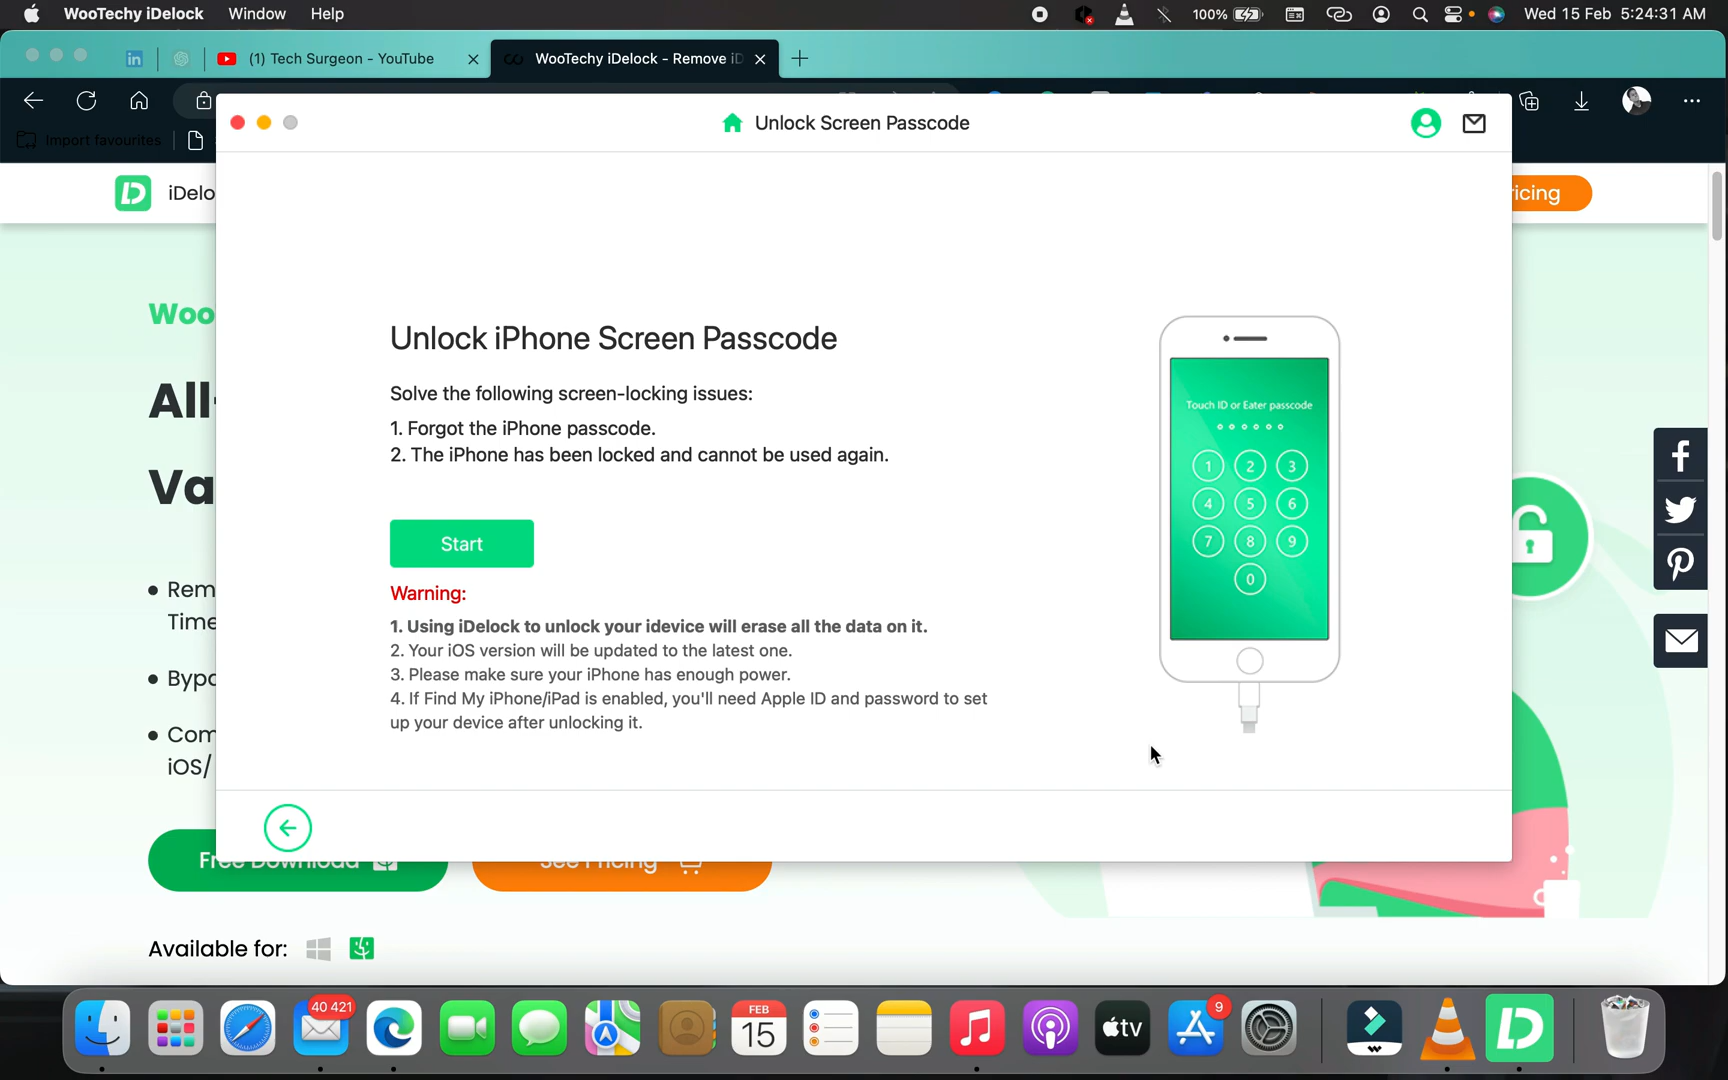 WooTechy iDelock Window Help 100% Wed 15 Feb 5:24:31 AM
(1) Tech Surgeon - YouTube
WooTechy iDelock - Remove iD
Import favourites
Unlock Screen Passcode
iDelo
ricing
Woo
All-
Va
Unlock iPhone Screen Passcode
Solve the following screen-locking issues:
1. Forgot the iPhone passcode.
2. The iPhone has been locked and cannot be used again.
Start
Warning:
1. Using iDelock to unlock your idevice will erase all the data on it.
2. Your iOS version will be updated to the latest one.
3. Please make sure your iPhone has enough power.
4. If Find My iPhone/iPad is enabled, you'll need Apple ID and password to set
up your device after unlocking it.
Touch ID or Eater passcode
1 2 3
4 5 6
7 8 9
0
• Rem
Time
• Bypa
• Com
iOS/
Free Download
See Pricing
Available for:
40 421
FEB
15
tv
9